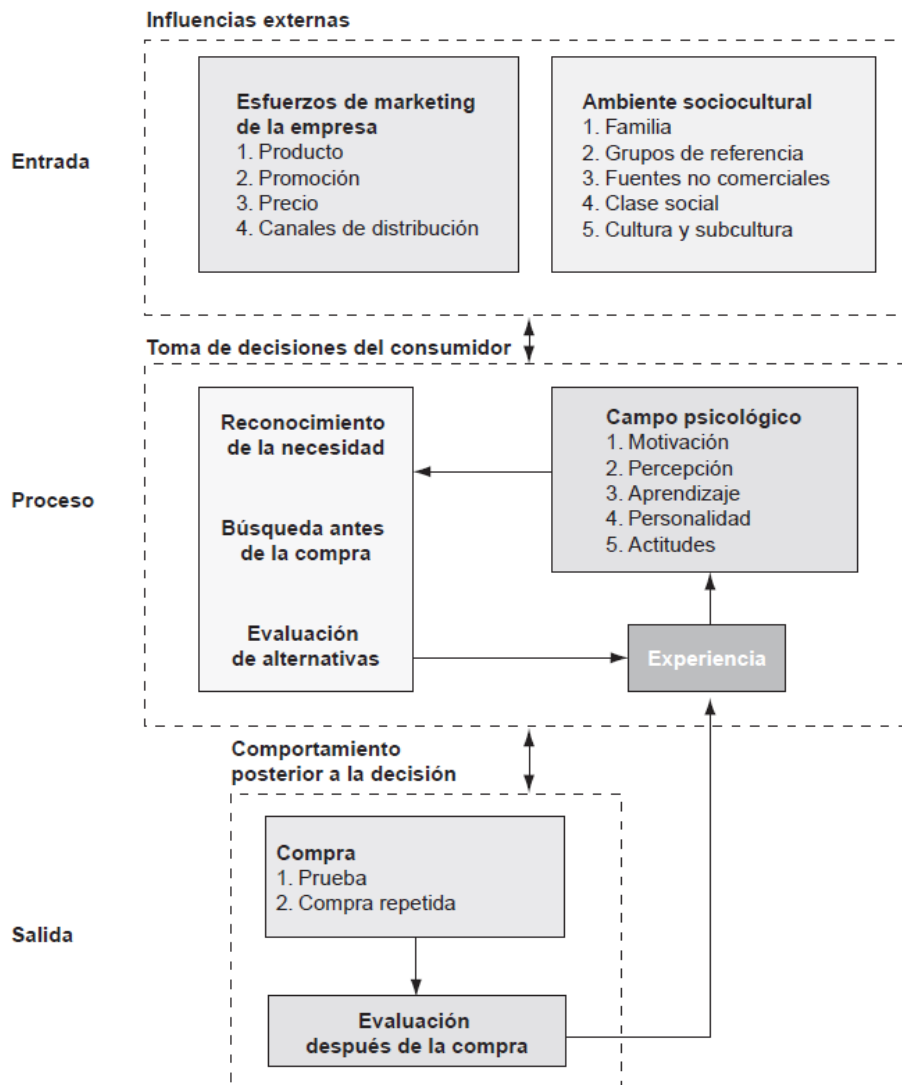 Influencias externas
Esfuerzos de marketing
de la empresa
1. Producto
2. Promoción
3. Precio
4. Canales de distribución
Ambiente sociocultural
1. Familia
2. Grupos de referencia
3. Fuentes no comerciales
4. Clase social
5. Cultura y subcultura
Entrada
Toma de decisiones del consumidor
Reconocimiento
de la necesidad
Búsqueda antes
de la compra
Evaluación
de alternativas
Campo psicológico
1. Motivación
2. Percepción
3. Aprendizaje
4. Personalidad
5. Actitudes
Experiencia
Proceso
Comportamiento
posterior a la decisión
Compra
1. Prueba
2. Compra repetida
Salida
Evaluación
después de la compra